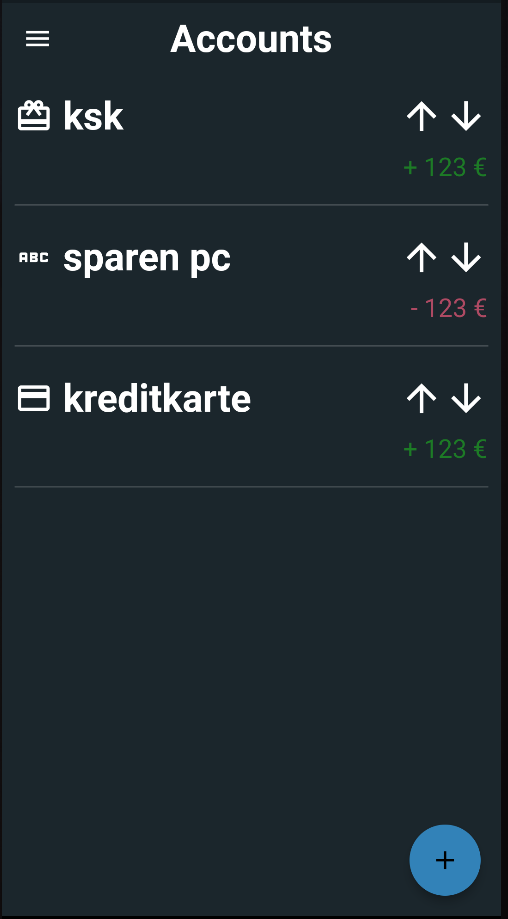 Accounts
ksk
+ 123 €
ABC sparen pc
- 123 €
kreditkarte
+ 123 €